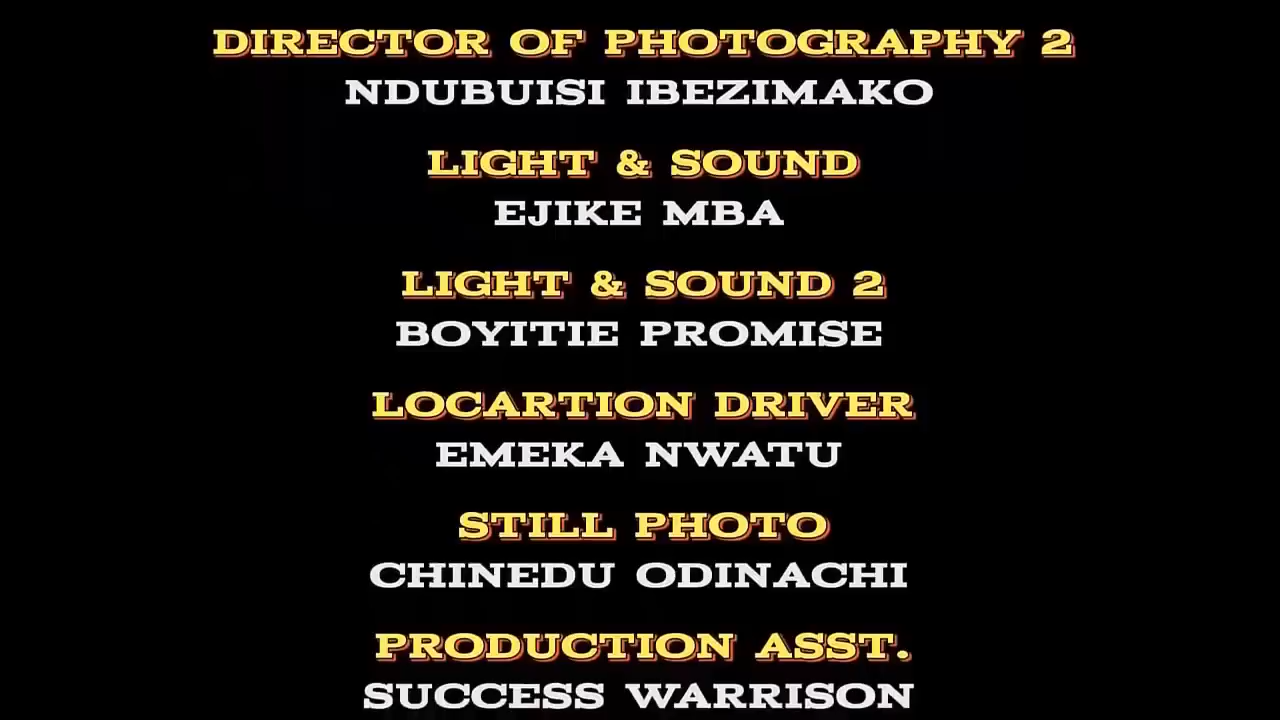 DIRECTOR OF PHOTOGRAPHY 2
NDUBUISI IBEZIMAKO
LIGHT & SOUND
EJIKE MBA
LIGHT & SOUND 2
BOYITIE PROMISE
LOCARTION DRIVER
EMEKA NWATU
STILL PHOTO
CHINEDU ODINACHI
PRODUCTION ASST.
SUCCESS WARRISON